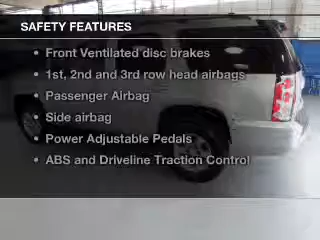 SAFETY FEATURES
• Front Ventilated disc brakes
• 1st, 2nd and 3rd row head airbags
• Passenger Airbag
• Side airbag
• Power Adjustable Pedals
• ABS and Driveline Traction Control